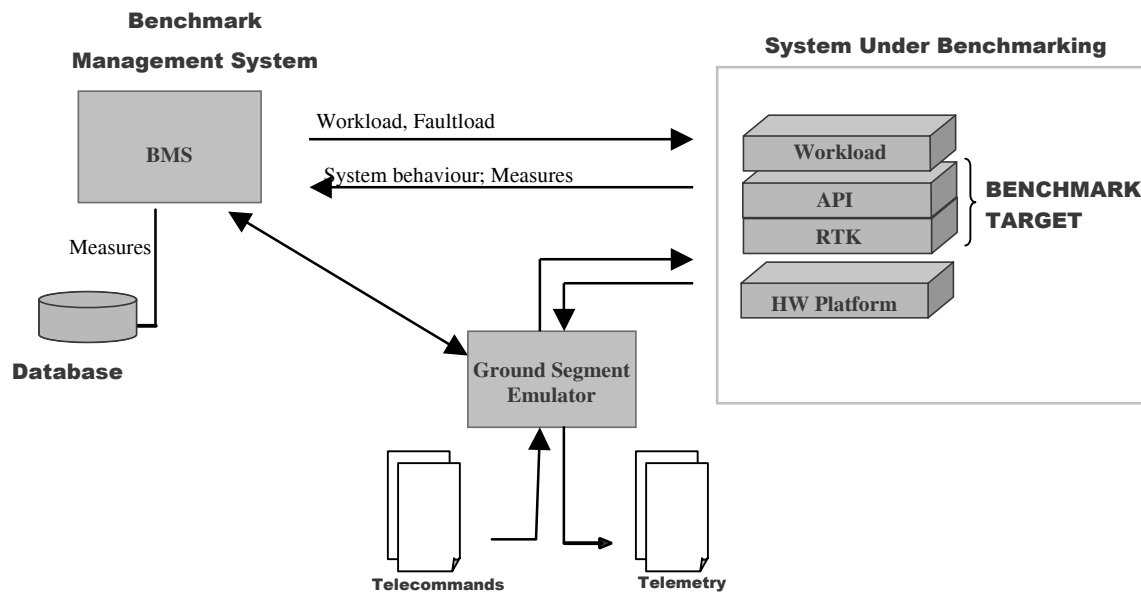 Benchmark
Management System
System Under Benchmarking
BMS
Workload, Faultload
System behaviour; Measures
Workload
API
RTK
HW Platform
BENCHMARK
TARGET
Measures
Database
Ground Segment
Emulator
Telecommands
Telemetry